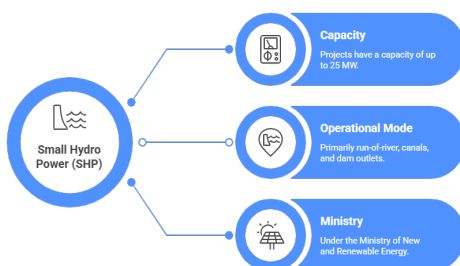 Small Hydro
Power (SHP)
Capacity
Projects have a capacity of up
to 25 MW.
Operational Mode
Primarily run-of-river, canals,
and dam outlets.
Ministry
Under the Ministry of New
and Renewable Energy.